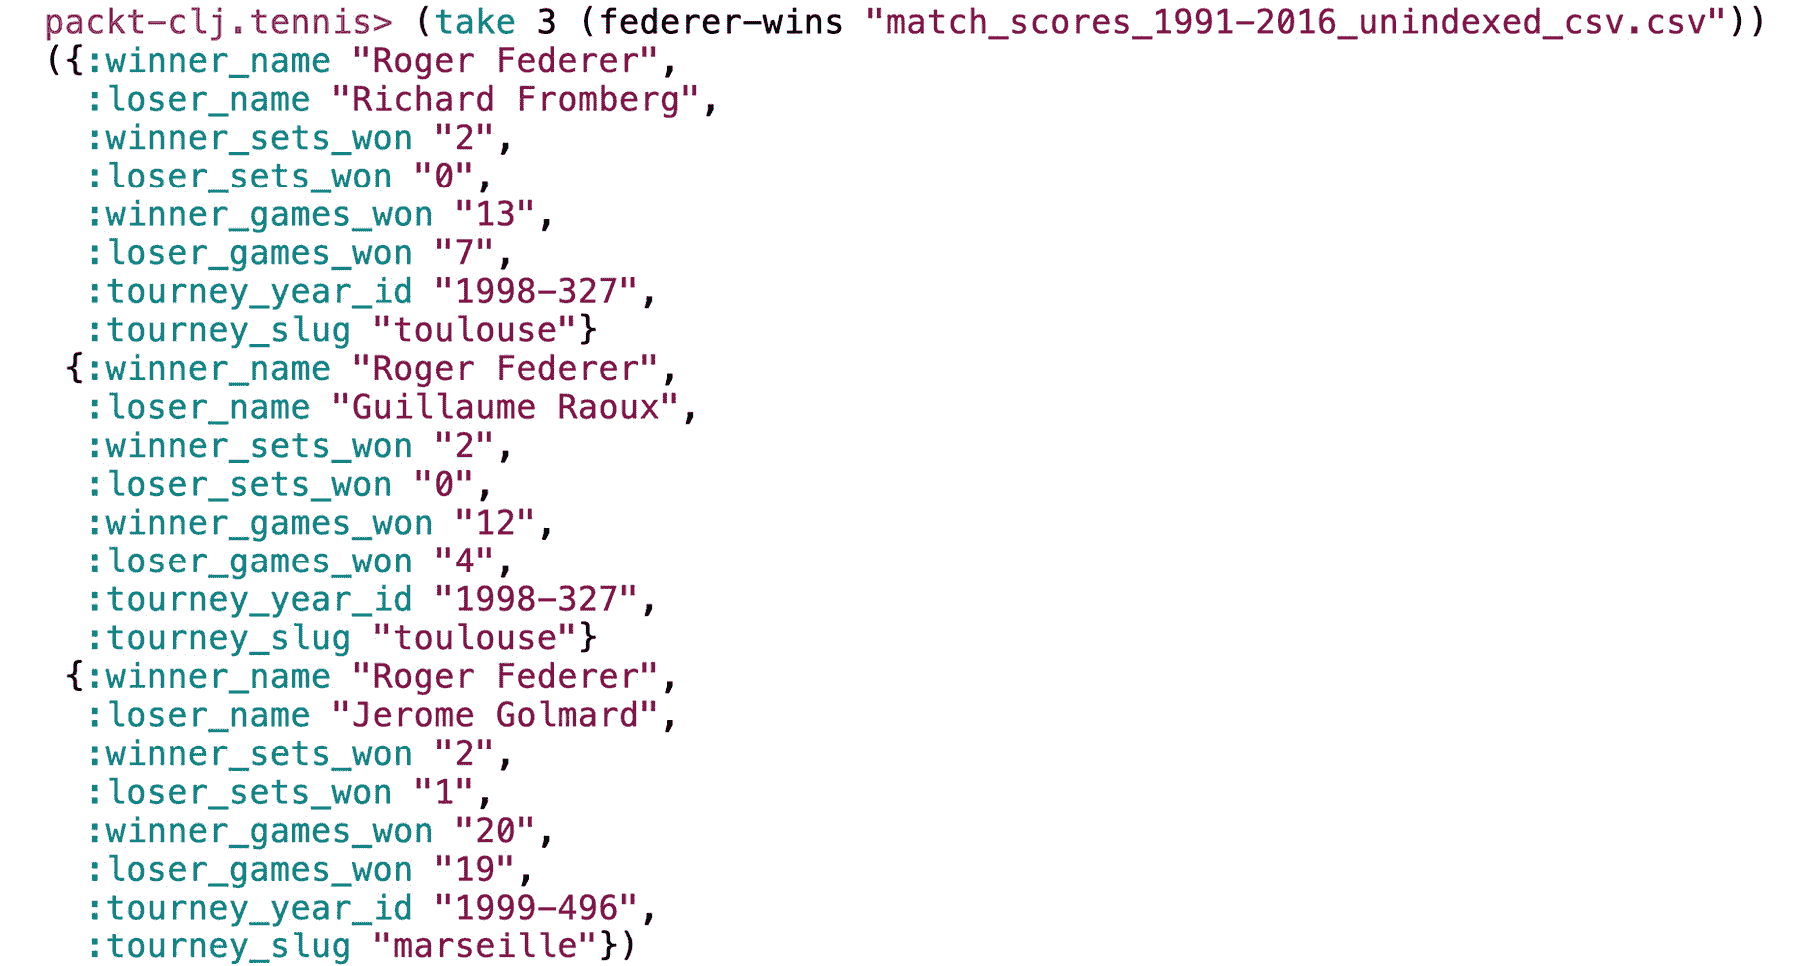 packt-clj.tennis> (take 3 (federer-wins "match_scores_1991-2016_unindexed_csv.csv"))
({:winner_name "Roger Federer",
:loser_name "Richard Fromberg",
:winner_sets_won "2",
:loser_sets_won "0",
:winner_games_won "13",
:loser_games_won "7",
:tourney_year_id "1998-327",
:tourney_slug "toulouse"}
{:winner_name "Roger Federer",
:loser_name "Guillaume Raoux",
:winner_sets_won "2",
:loser_sets_won "0",
:winner_games_won "12",
:loser_games_won "4",
:tourney_year_id "1998-327",
:tourney_slug "toulouse"}
{:winner_name "Roger Federer",
:loser_name "Jerome Golmard",
:winner_sets_won "2",
:loser_sets_won "1",
:winner_games_won "20",
:loser_games_won "19",
:tourney_year_id "1999-496",
:tourney_slug "marseille"})